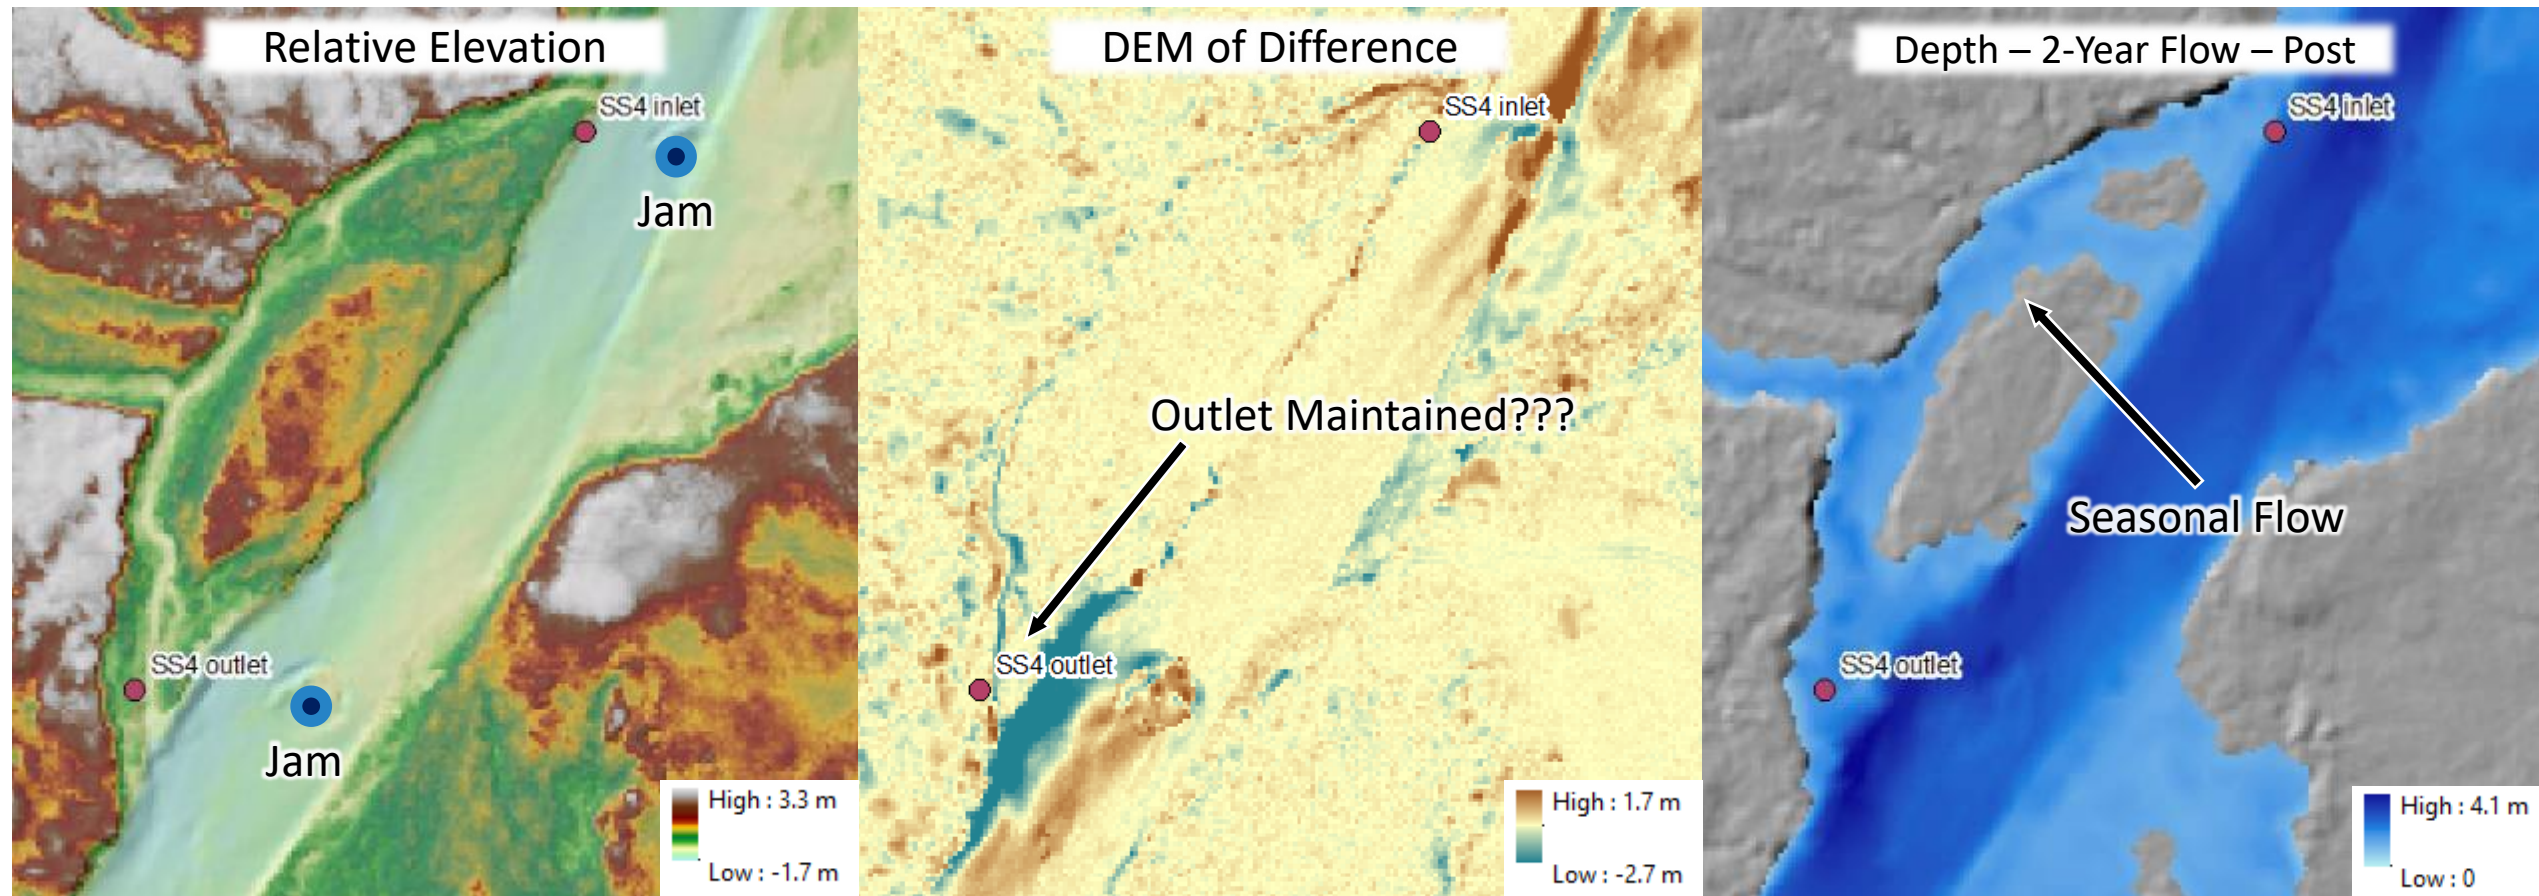 Relative Elevation
SS4 inlet
Jam
SS4 outlet
Jam
High : 3.3 m
Low : -1.7 m
DEM of Difference
SS4 inlet
Outlet Maintained???
SS4 outlet
High : 1.7 m
Low : -2.7 m
Depth – 2-Year Flow – Post
SS4 inlet
Seasonal Flow
SS4 outlet
High : 4.1 m
Low : 0